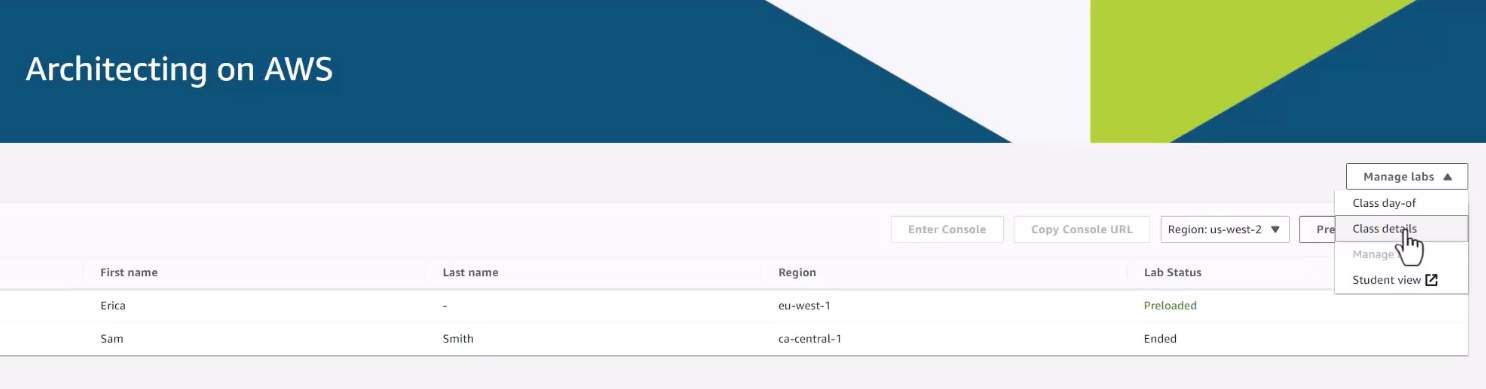 Architecting on AWS
Manage labs
Class day-of
Enter Console Copy Console URL Region: us-west-2 Pre
Class details
Manage
Student view
First name Last name Region Lab Status
Erica - eu-west-1 Preloaded
Sam Smith ca-central-1 Ended